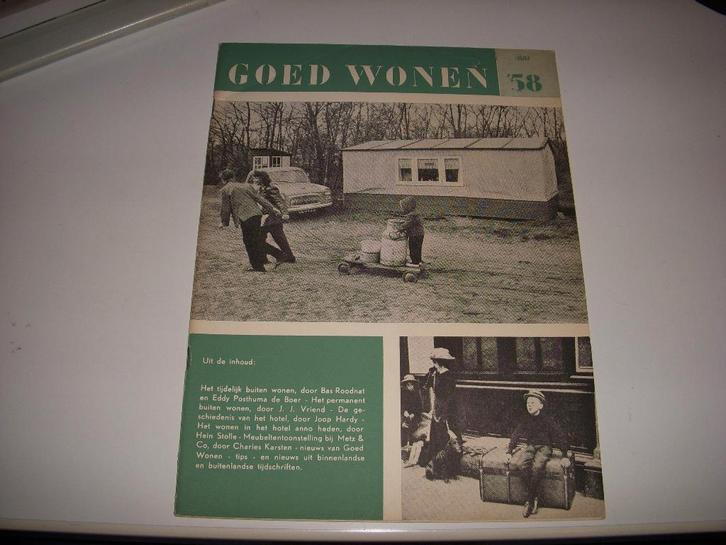 GOED WONEN
'58
Uit de inhoud:
Het tijdelijk buiten wonen, door Bas Roodnat
en Eddy Posthuma de Boer - Het permanent
buiten wonen, door J. J. Vriend - De ge-
schiedenis van het hotel, door Joop Hardy -
Het wonen in het hotel anno heden, door
Hein Stolle - Meubeltentoonstelling bij Metz &
Co, door Charles Karsten - nieuws van Goed
Wonen - tips - en nieuws uit binnenlandse
en buitenlandse tijdschriften.